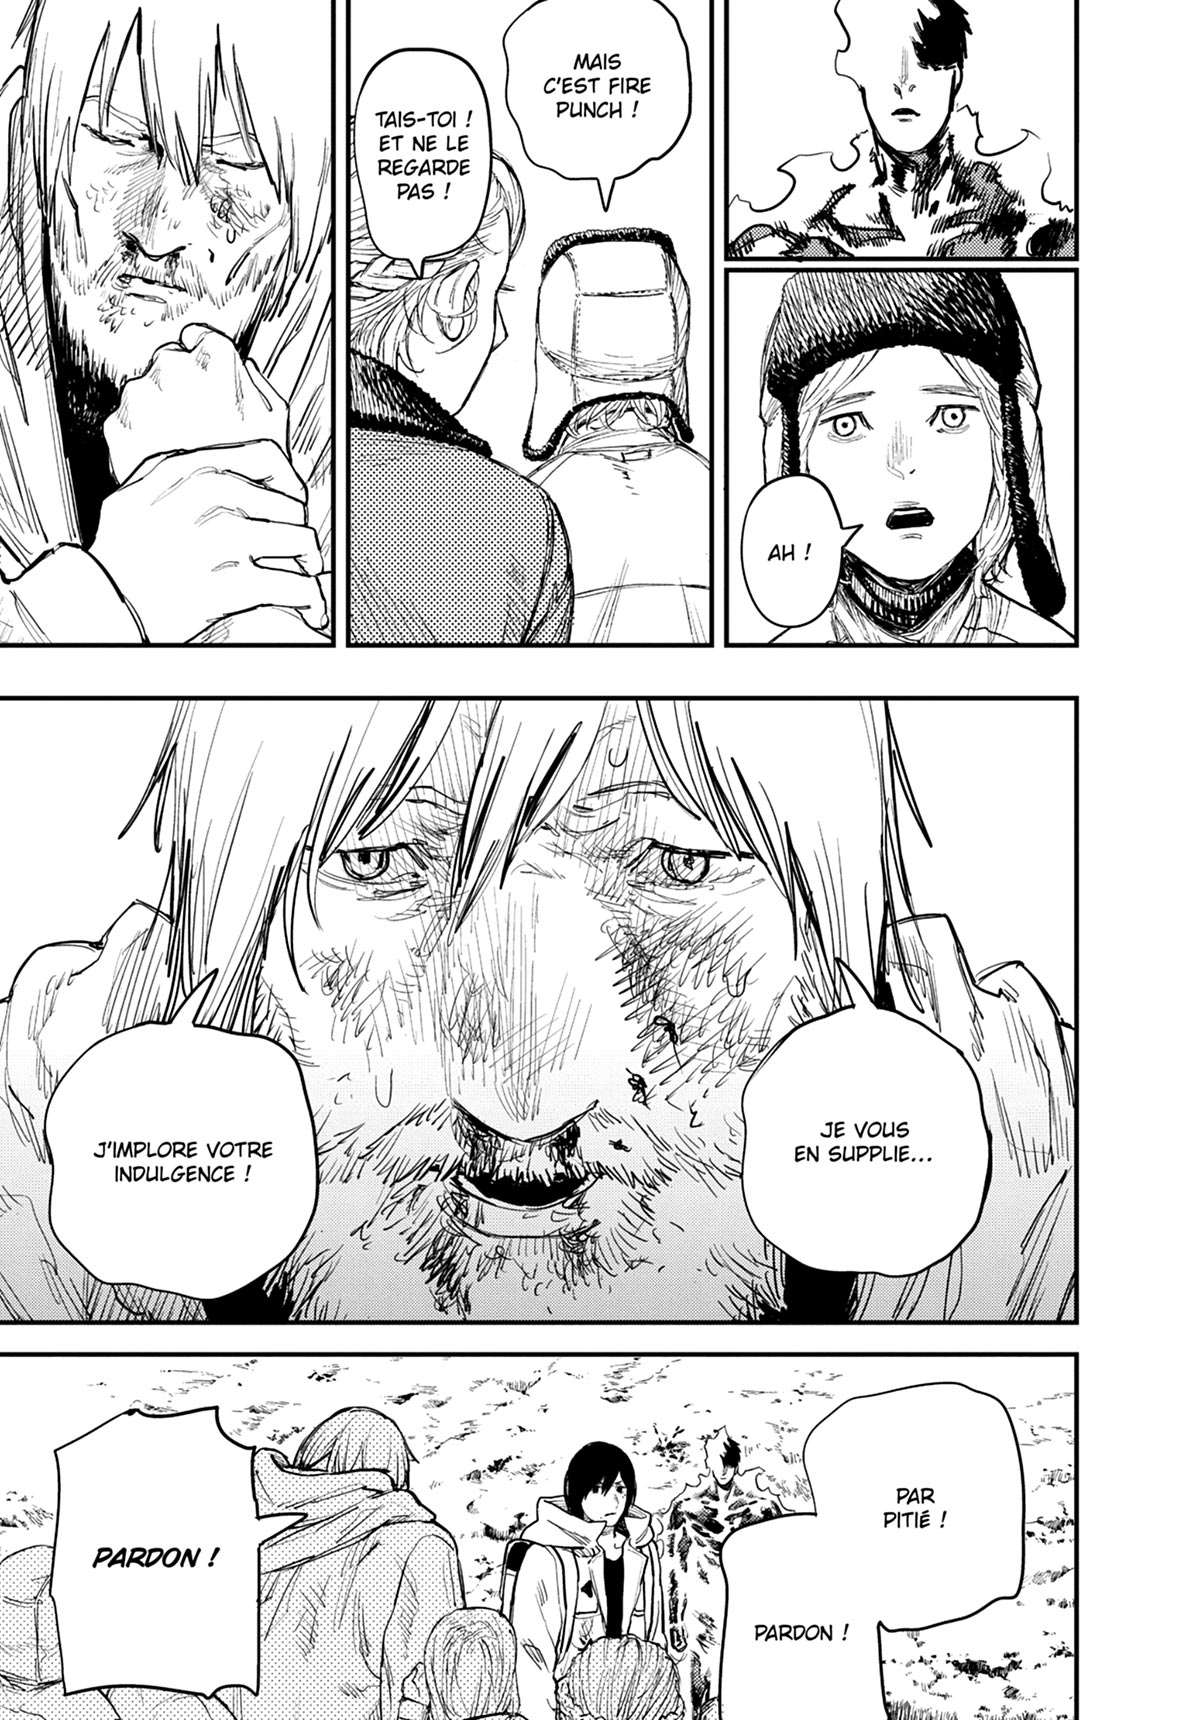 AH !
MAIS
C'EST FIRE
PUNCH !
TAIS-TOI !
ET NE LE
REGARDE
PAS !
JE VOUS
EN SUPPLIE...
J'IMPLORE VOTRE
INDULGENCE !
PAR
PITIÉ !
PARDON !
PARDON !